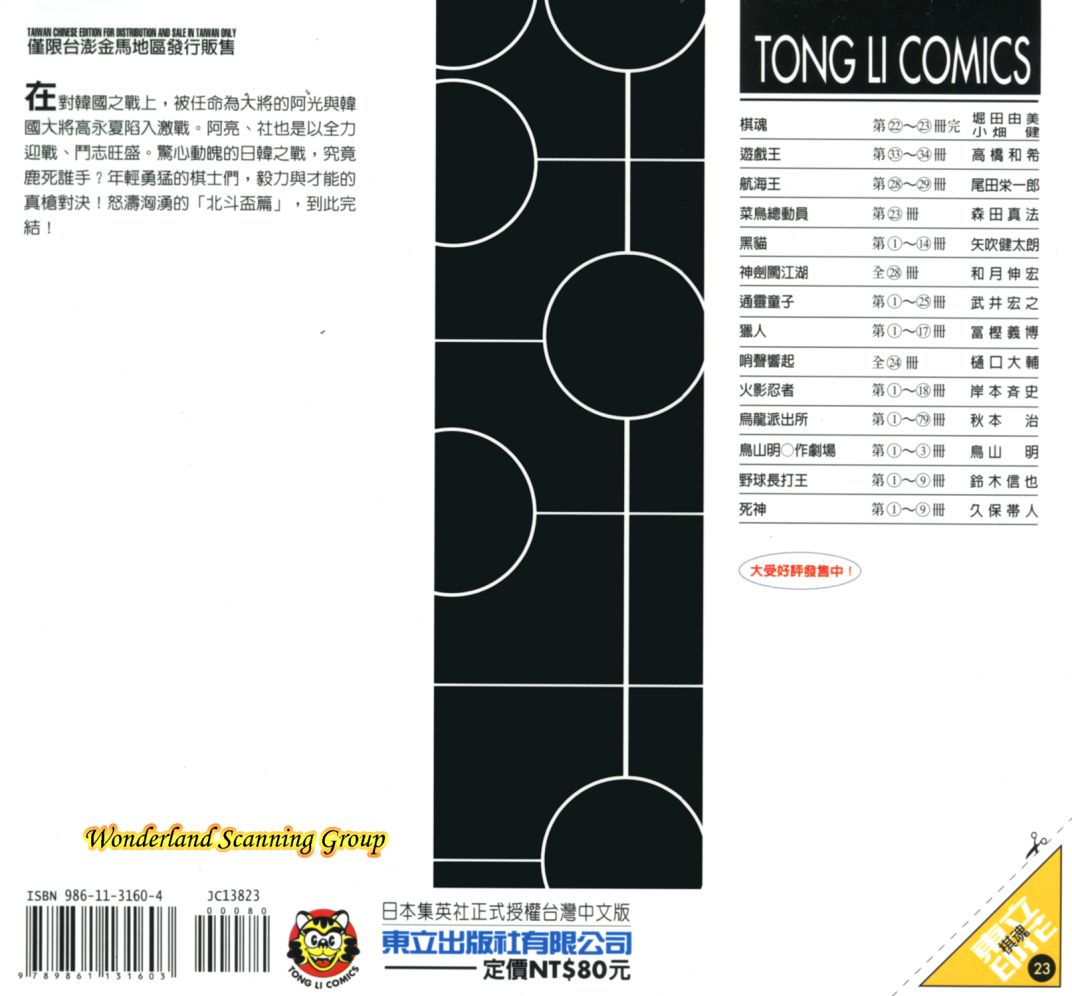 TAIWAN CHINESE EDITION FOR DISTRIBUTION AND SALE IN TAIWAN ONLY
僅限台澎金馬地區發行販售
在對韓國之戰上，被任命為大將的阿光與韓
國大將高永夏陷入激戰。阿亮、社也是以全力
迎戰、鬥志旺盛。驚心動魄的日韓之戰，究竟
鹿死誰手？年輕勇猛的棋士們，毅力與才能的
真槍對決！怒濤洶湧的「北斗盃篇」，到此完
結！
TONG LI COMICS
棋魂 第㉒～㉓冊完 堀田由美 小畑 健
遊戲王 第㉝～㉞冊 高橋和希
航海王 第㉘～㉙冊 尾田栄一郎
菜鳥總動員 第㉓冊 森田真法
黑貓 第①～⑭冊 矢吹健太朗
神劍闖江湖 全㉘冊 和月伸宏
通靈童子 第①～㉕冊 武井宏之
獵人 第①～⑰冊 冨樫義博
哨聲響起 全㉔冊 樋口大輔
火影忍者 第①～⑱冊 岸本斉史
烏龍派出所 第①～79冊 秋本 治
鳥山明○作劇場 第①～③冊 鳥山 明
野球長打王 第①～⑨冊 鈴木信也
死神 第①～⑨冊 久保帯人
大受好評發售中！
Wonderland Scanning Group
ISBN 986-11-3160-4
9 789861 131603
JC13823
00080
TONG LI COMICS
日本集英社正式授權台灣中文版
東立出版社有限公司
定價NT$80元
東立印花
棋魂
23